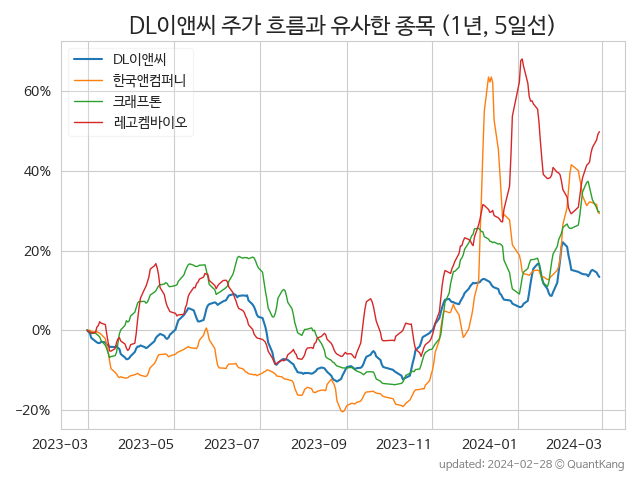 DL이앤씨 주가 흐름과 유사한 종목 (1년, 5일선)
DL이앤씨
한국앤컴퍼니
크래프톤
레고켐바이오
60%
40%
20%
0%
−20%
2023-03 2023-05 2023-07 2023-09 2023-11 2024-01 2024-03
updated: 2024-02-28 © QuantKang